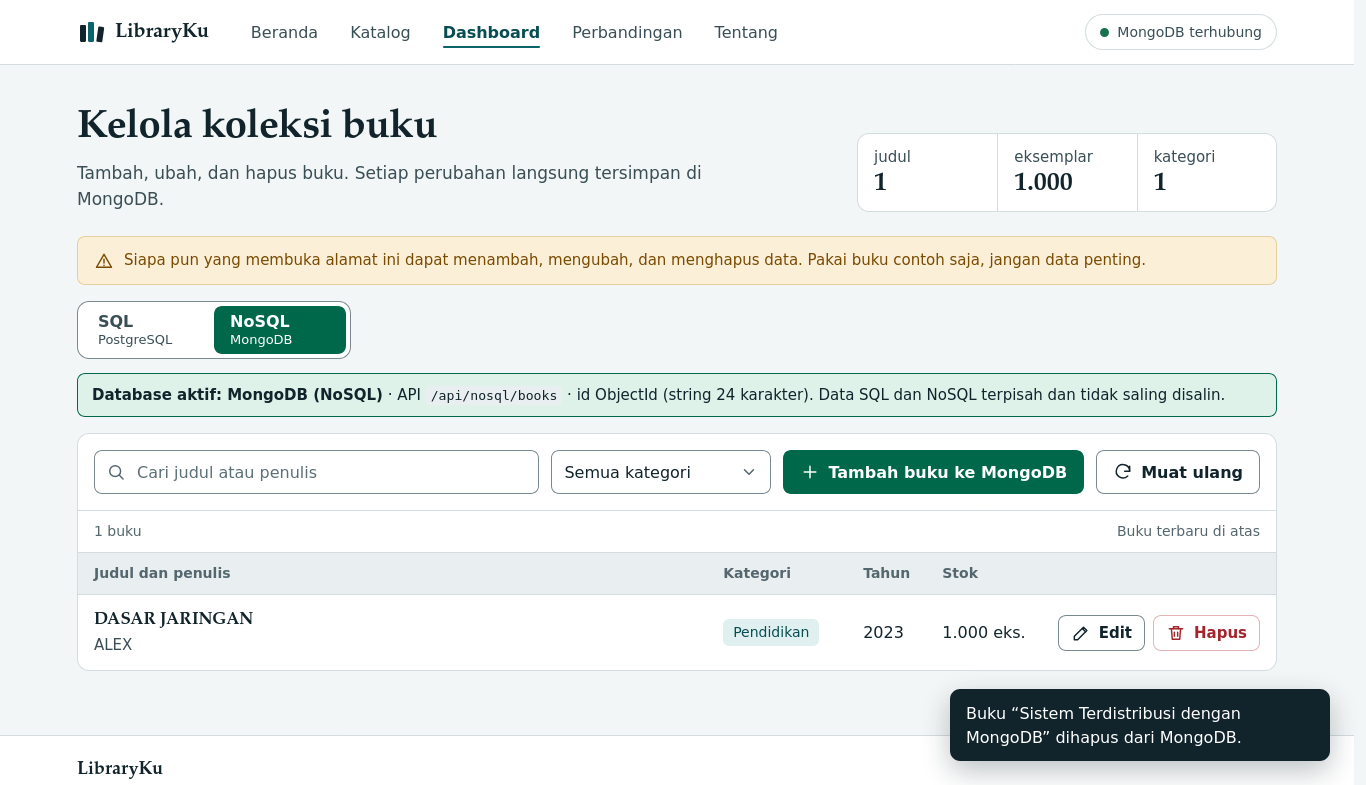 LibraryKu
Beranda
Katalog
Dashboard
Perbandingan
Tentang
MongoDB terhubung
Kelola koleksi buku
Tambah, ubah, dan hapus buku. Setiap perubahan langsung tersimpan di
MongoDB.
judul
1
eksemplar
1.000
kategori
1
Siapa pun yang membuka alamat ini dapat menambah, mengubah, dan menghapus data. Pakai buku contoh saja, jangan data penting.
SQL
PostgreSQL
NoSQL
MongoDB
Database aktif: MongoDB (NoSQL) · API /api/nosql/books · id ObjectId (string 24 karakter). Data SQL dan NoSQL terpisah dan tidak saling disalin.
Cari judul atau penulis
Semua kategori
Tambah buku ke MongoDB
Muat ulang
1 buku
Buku terbaru di atas
Judul dan penulis
Kategori
Tahun
Stok
DASAR JARINGAN
ALEX
Pendidikan
2023
1.000 eks.
Edit
Hapus
Buku “Sistem Terdistribusi dengan
MongoDB” dihapus dari MongoDB.
LibraryKu